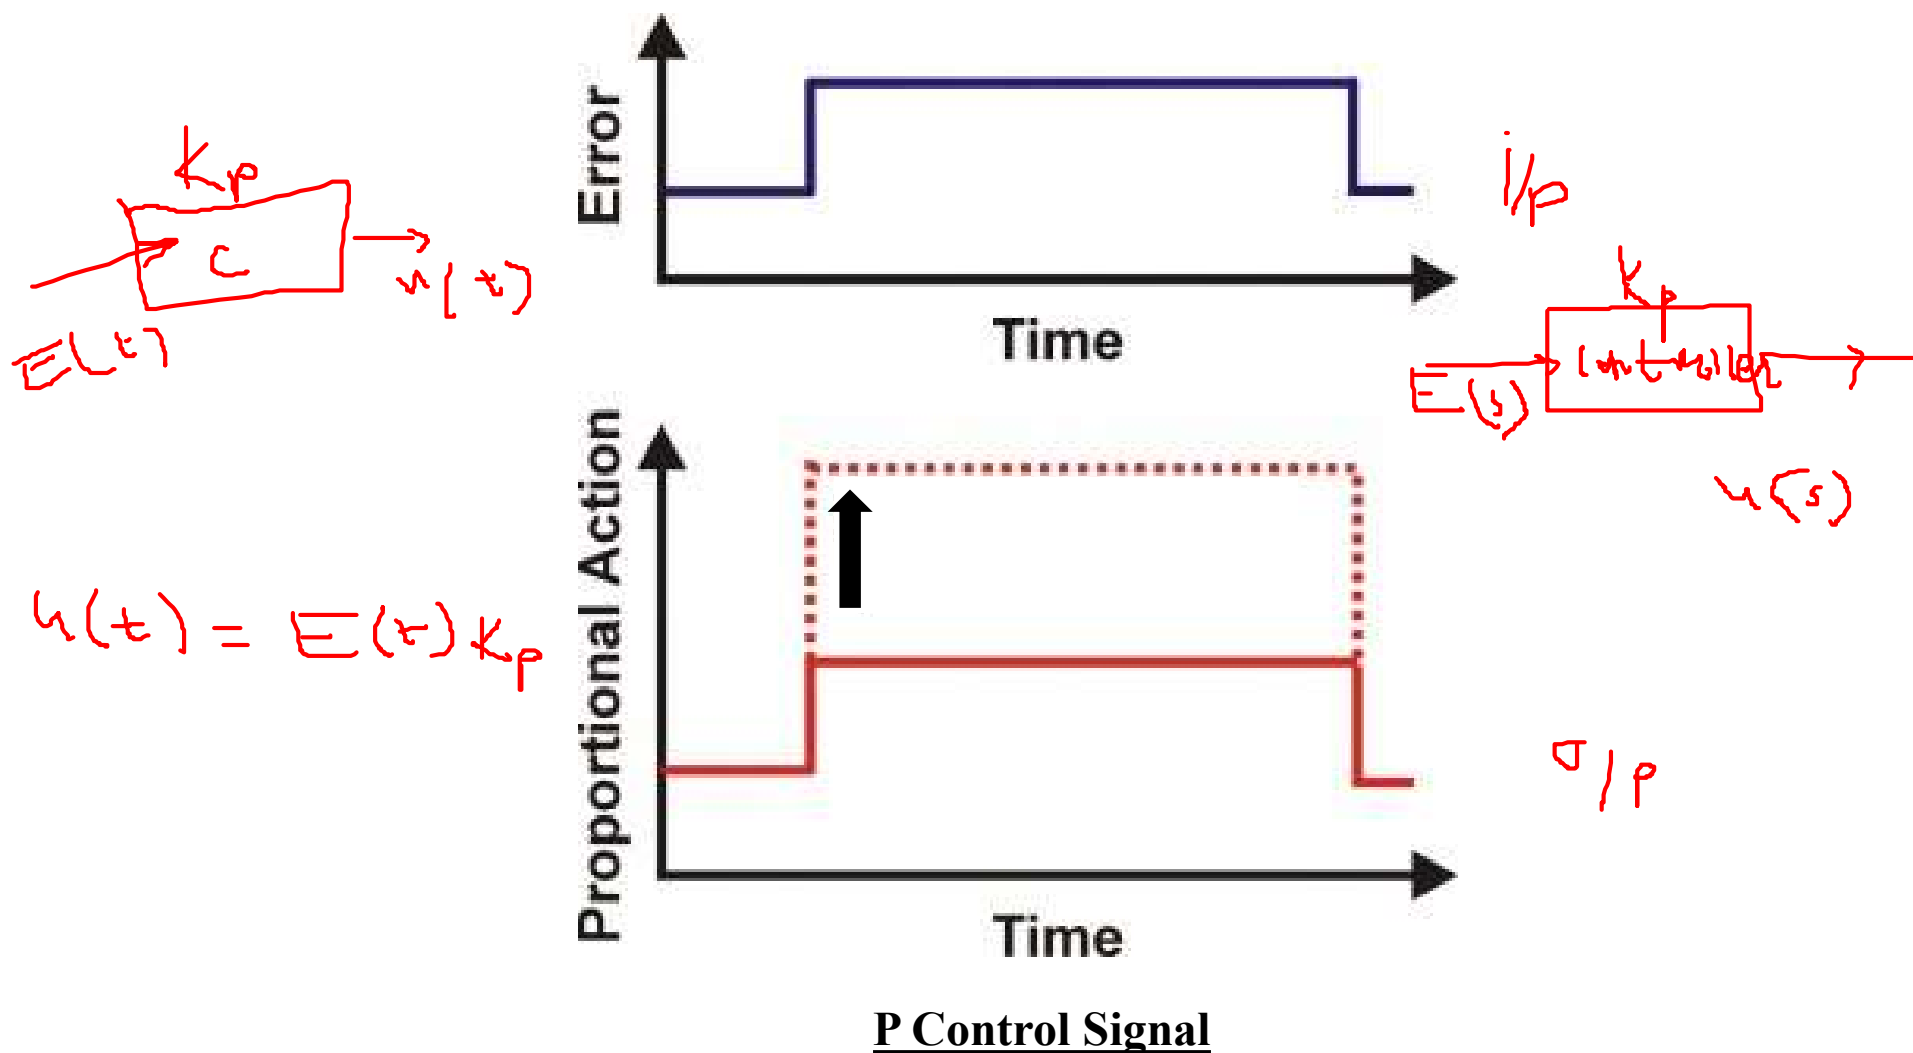 Error
Time
Proportional Action
Time
P Control Signal
Kp
C
E(t)
u(t)
u(t) = E(t) Kp
i/p
Kp
Controller
E(s)
u(s)
o/p